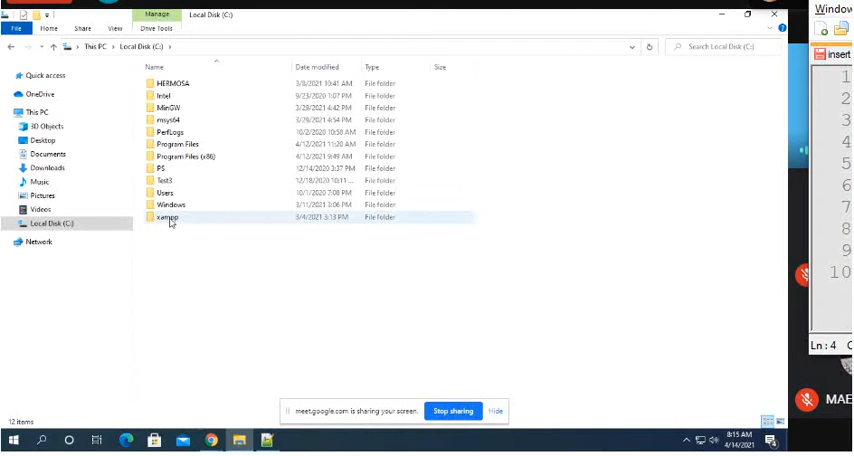 Manage
Local Disk (C:)
Window
File
Home
Share
View
Drive Tools
This PC
Local Disk (C:)
Search Local Disk (C:)
insert
Name
Date modified
Type
Size
Quick access
OneDrive
This PC
3D Objects
Desktop
Documents
Downloads
Music
Pictures
Videos
Local Disk (C:)
Network
HERMOSA 3/8/2021 10:41 AM File folder
Intel 9/23/2020 1:07 PM File folder
MinGW 3/29/2021 4:42 PM File folder
msys64 3/29/2021 4:54 PM File folder
PerfLogs 10/2/2020 10:58 AM File folder
Program Files 4/12/2021 11:20 AM File folder
Program Files (x86) 4/12/2021 9:49 AM File folder
PS 12/14/2020 3:37 PM File folder
Test3 12/18/2020 10:11 ... File folder
Users 10/1/2020 7:08 PM File folder
Windows 3/11/2021 3:06 PM File folder
xampp 3/4/2021 3:13 PM File folder
1
2
3
4
5
6
7
8
9
10
Ln : 4
MAE
meet.google.com is sharing your screen.
Stop sharing
Hide
12 items
8:15 AM
4/14/2021
4